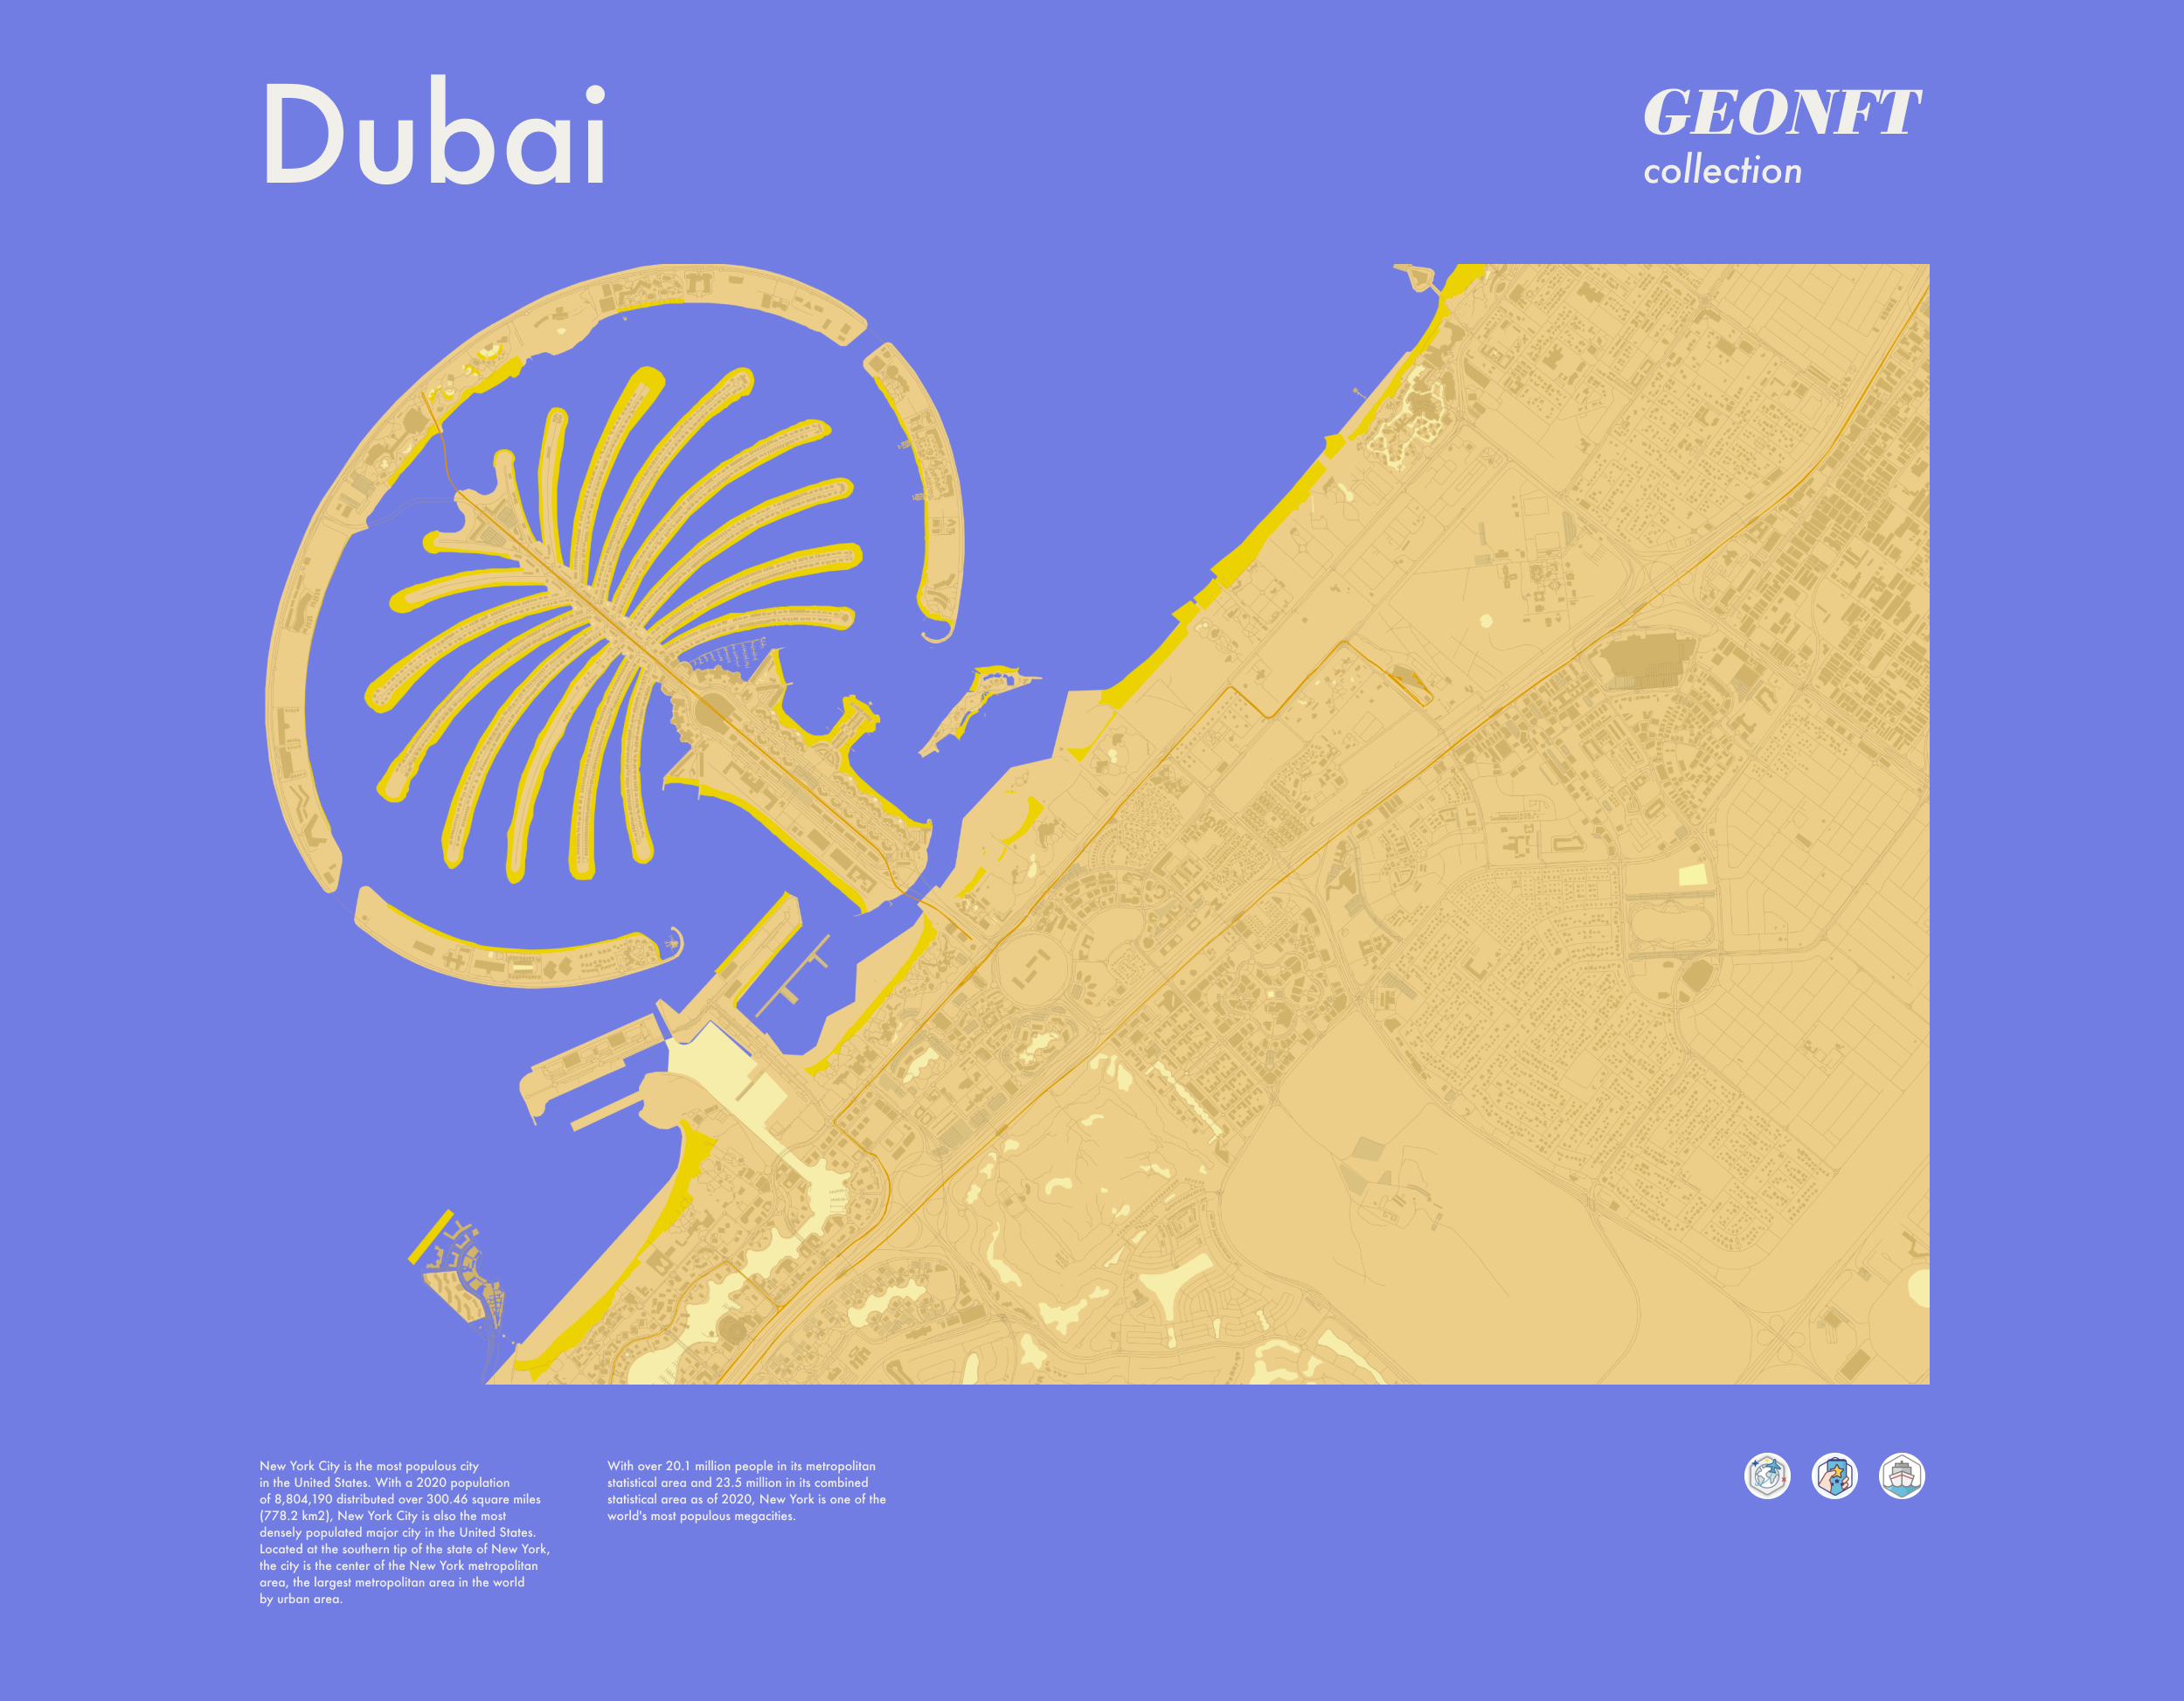 Dubai
GEONFT
collection
New York City is the most populous city
in the United States. With a 2020 population
of 8,804,190 distributed over 300.46 square miles
(778.2 km2), New York City is also the most
densely populated major city in the United States.
Located at the southern tip of the state of New York,
the city is the center of the New York metropolitan
area, the largest metropolitan area in the world
by urban area.
With over 20.1 million people in its metropolitan
statistical area and 23.5 million in its combined
statistical area as of 2020, New York is one of the
world's most populous megacities.